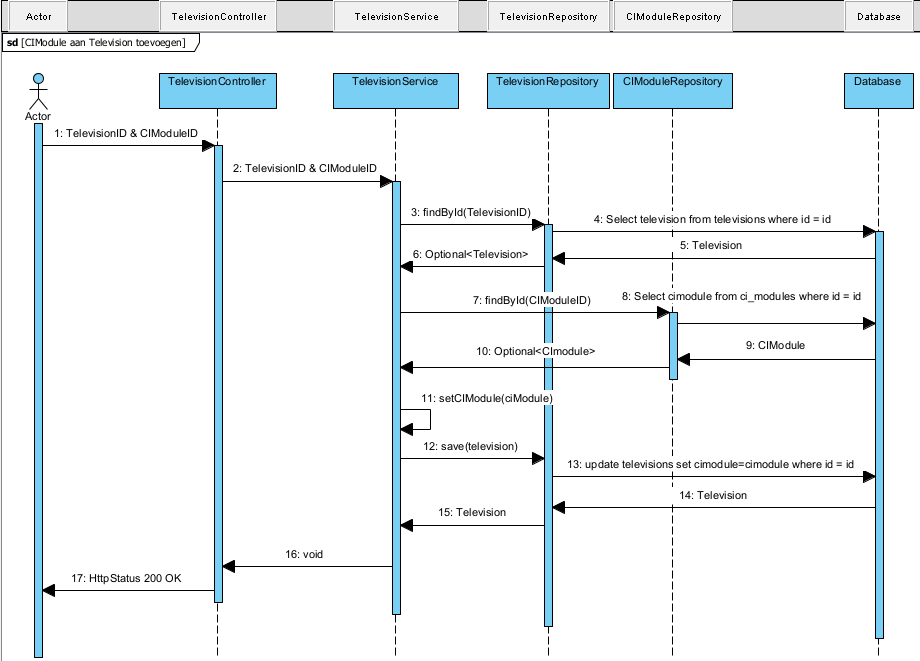 Actor TelevisionController TelevisionService TelevisionRepository CIModuleRepository Database
sd [CIModule aan Television toevoegen]
TelevisionController TelevisionService TelevisionRepository CIModuleRepository Database
Actor
1: TelevisionID & CIModuleID
2: TelevisionID & CIModuleID
3: findById(TelevisionID)
4: Select television from televisions where id = id
5: Television
6: Optional<Television>
7: findById(CIModuleID)
8: Select cimodule from ci_modules where id = id
9: CIModule
10: Optional<CImodule>
11: setCIModule(ciModule)
12: save(television)
13: update televisions set cimodule=cimodule where id = id
14: Television
15: Television
16: void
17: HttpStatus 200 OK